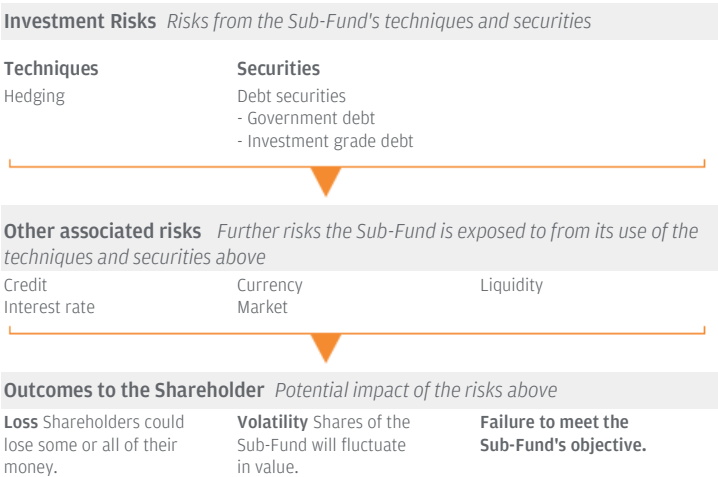 Investment Risks Risks from the Sub-Fund's techniques and securities
Techniques
Hedging
Securities
Debt securities
- Government debt
- Investment grade debt
Other associated risks Further risks the Sub-Fund is exposed to from its use of the
techniques and securities above
Credit
Interest rate
Currency
Market
Liquidity
Outcomes to the Shareholder Potential impact of the risks above
Loss Shareholders could
lose some or all of their
money.
Volatility Shares of the
Sub-Fund will fluctuate
in value.
Failure to meet the
Sub-Fund's objective.